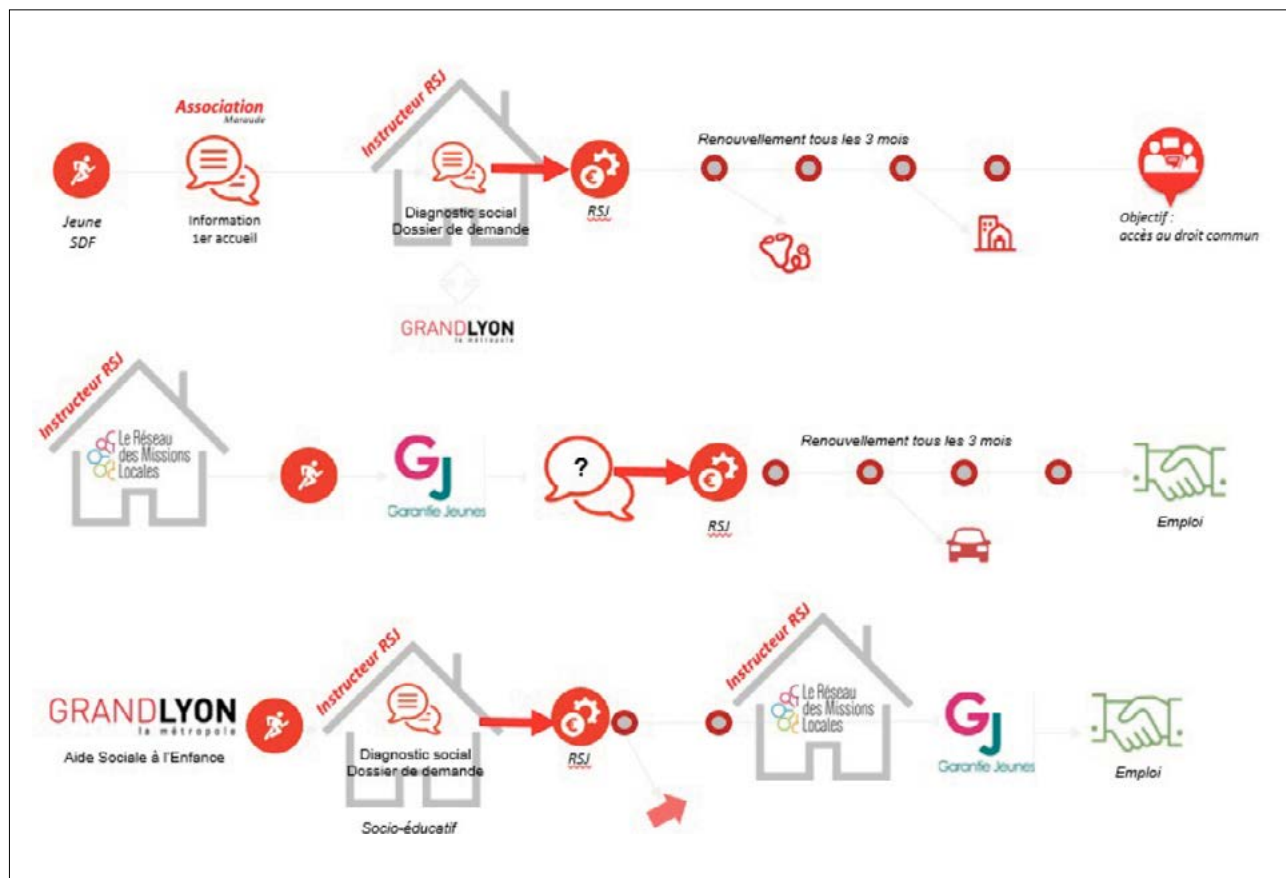 Association
Maraude
Instructeur RSJ
Renouvellement tous les 3 mois
Jeune
SDF
Information
1er accueil
Diagnostic social
Dossier de demande
€
RSJ
Objectif :
accès au droit commun
GRANDLYON
la métropole
Instructeur RSJ
Le Réseau
des Missions
Locales
GJ
Garantie Jeunes
?
€
RSJ
Renouvellement tous les 3 mois
Emploi
GRANDLYON
la métropole
Aide Sociale à l'Enfance
Instructeur RSJ
Diagnostic social
Dossier de demande
Socio-éducatif
€
RSJ
Instructeur RSJ
Le Réseau
des Missions
Locales
GJ
Garantie Jeunes
Emploi